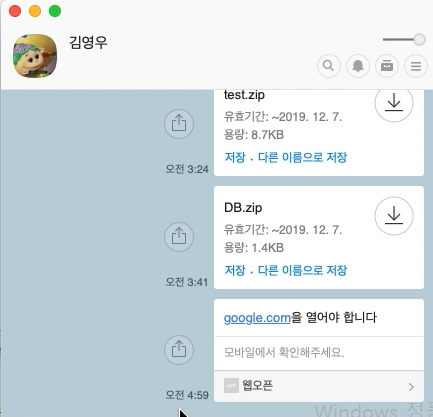 김영우
test.zip
유효기간: ~2019. 12. 7.
용량: 8.7KB
저장 · 다른 이름으로 저장
오전 3:24
DB.zip
유효기간: ~2019. 12. 7.
용량: 1.4KB
저장 · 다른 이름으로 저장
오전 3:41
google.com을 열어야 합니다
모바일에서 확인해주세요.
웹오픈
오전 4:59
Windows 정품